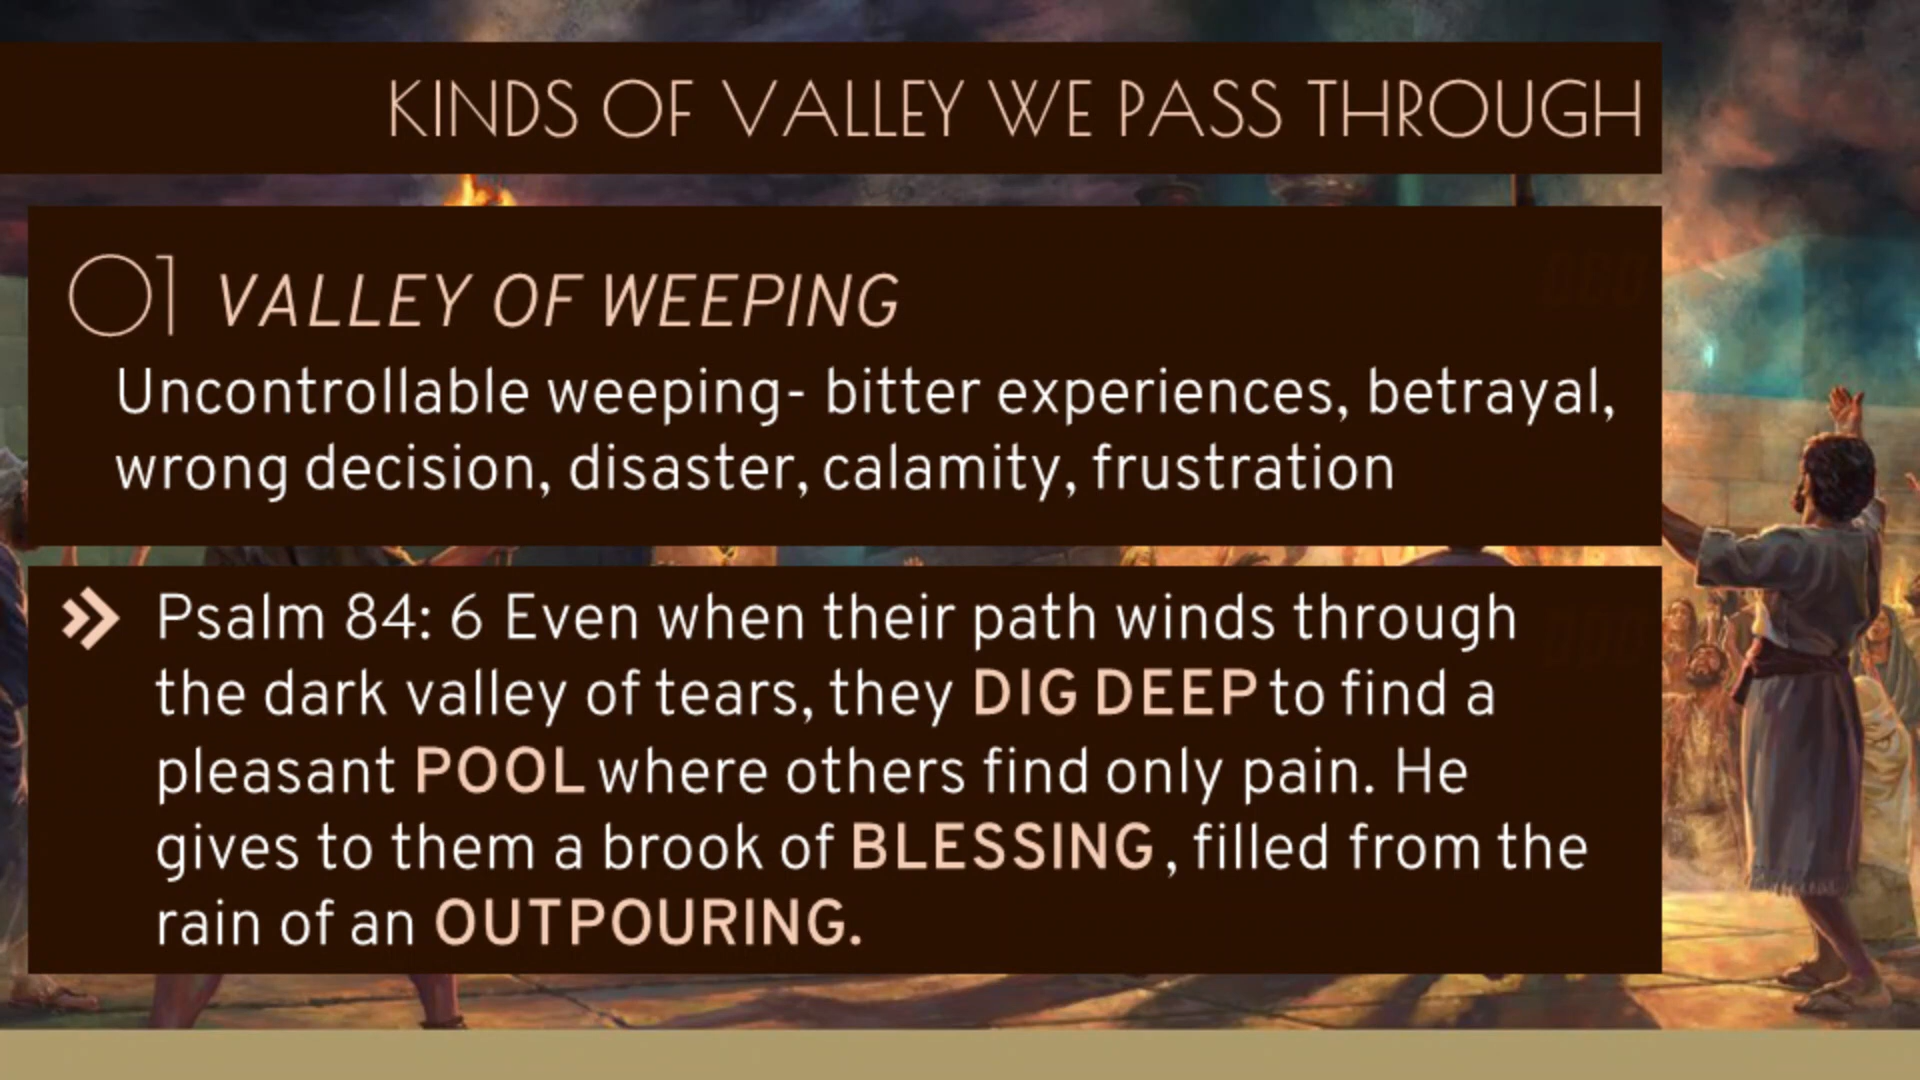 KINDS OF VALLEY WE PASS THROUGH
01 VALLEY OF WEEPING
Uncontrollable weeping- bitter experiences, betrayal,
wrong decision, disaster, calamity, frustration
Psalm 84: 6 Even when their path winds through
the dark valley of tears, they DIG DEEP to find a
pleasant POOL where others find only pain. He
gives to them a brook of BLESSING, filled from the
rain of an OUTPOURING.